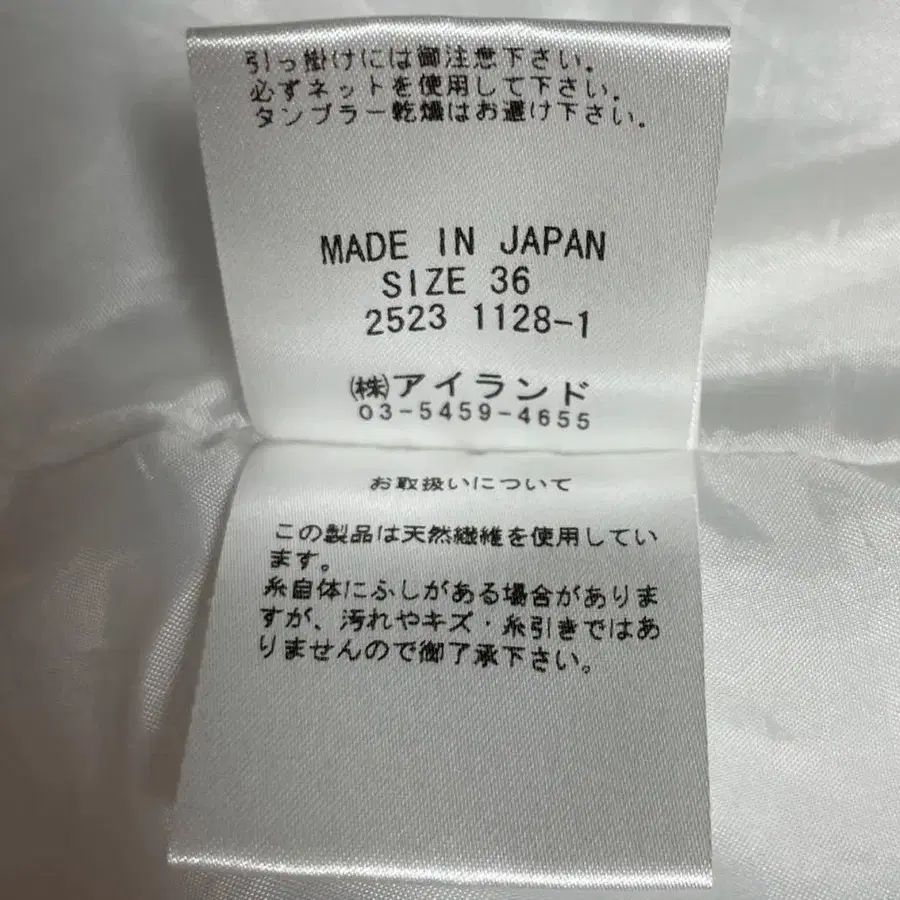 引っ掛けには御注意下さい.
必ずネットを使用して下さい.
タンブラー乾燥はお避け下さい.
MADE IN JAPAN
SIZE 36
2523 1128-1
㈱アイランド
03-5459-4655
お取扱いについて
この製品は天然繊維を使用してい
ます。
糸自体にふしがある場合がありま
すが、汚れやキズ・糸引きではあ
りませんので御了承下さい。